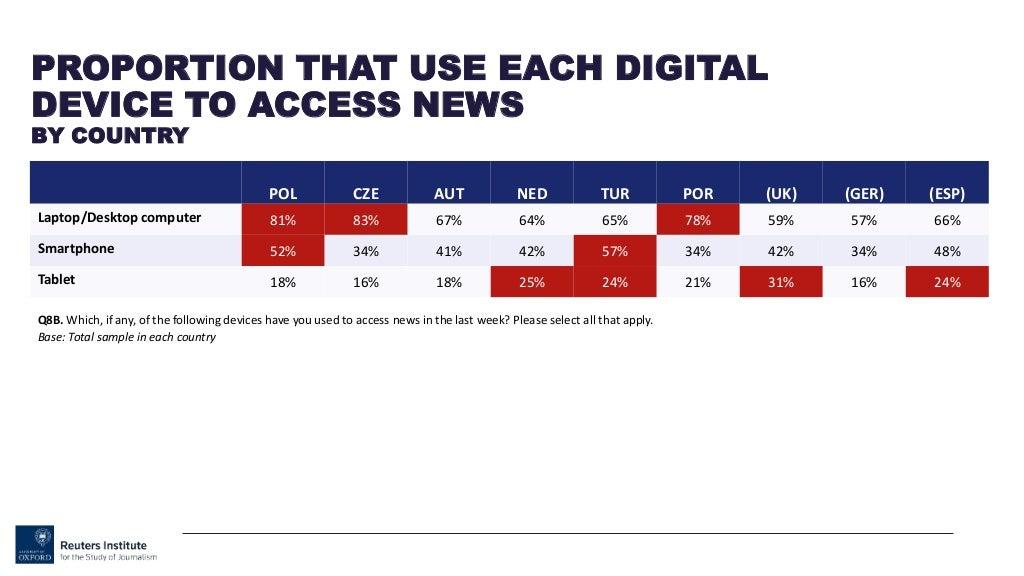 PROPORTION THAT USE EACH DIGITAL
DEVICE TO ACCESS NEWS
BY COUNTRY
POL CZE AUT NED TUR POR (UK) (GER) (ESP)
Laptop/Desktop computer 81% 83% 67% 64% 65% 78% 59% 57% 66%
Smartphone 52% 34% 41% 42% 57% 34% 42% 34% 48%
Tablet 18% 16% 18% 25% 24% 21% 31% 16% 24%
Q8B. Which, if any, of the following devices have you used to access news in the last week? Please select all that apply.
Base: Total sample in each country
UNIVERSITY OF
OXFORD
Reuters Institute
for the Study of Journalism